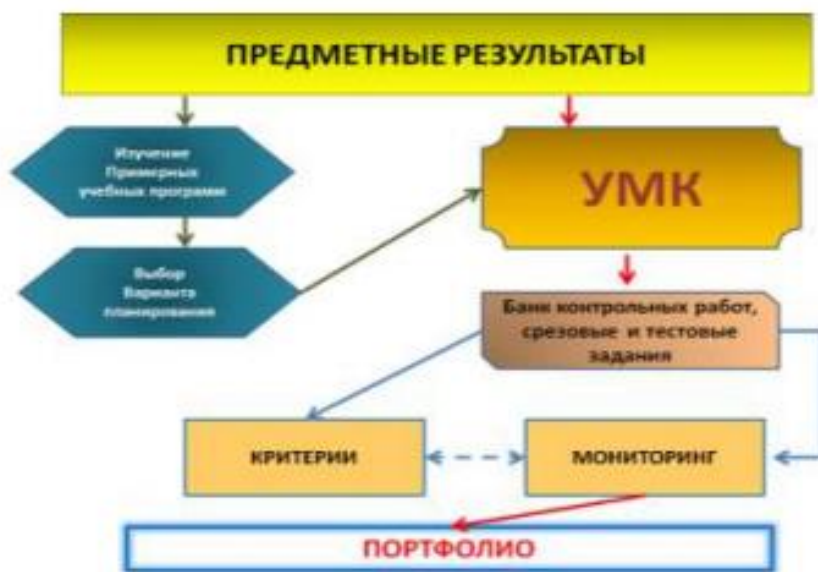 ПРЕДМЕТНЫЕ РЕЗУЛЬТАТЫ
Изучение
Примерных
учебных программ
УМК
Выбор
Варианта
планирования
Банк контрольных работ,
срезовые и тестовые
задания
КРИТЕРИИ
МОНИТОРИНГ
ПОРТФОЛИО